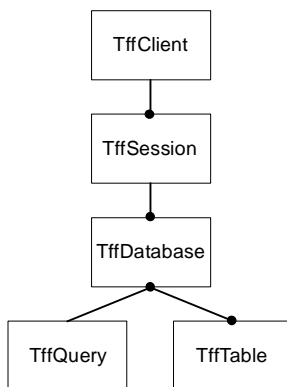 TffClient
TffSession
TffDatabase
TffQuery
TffTable